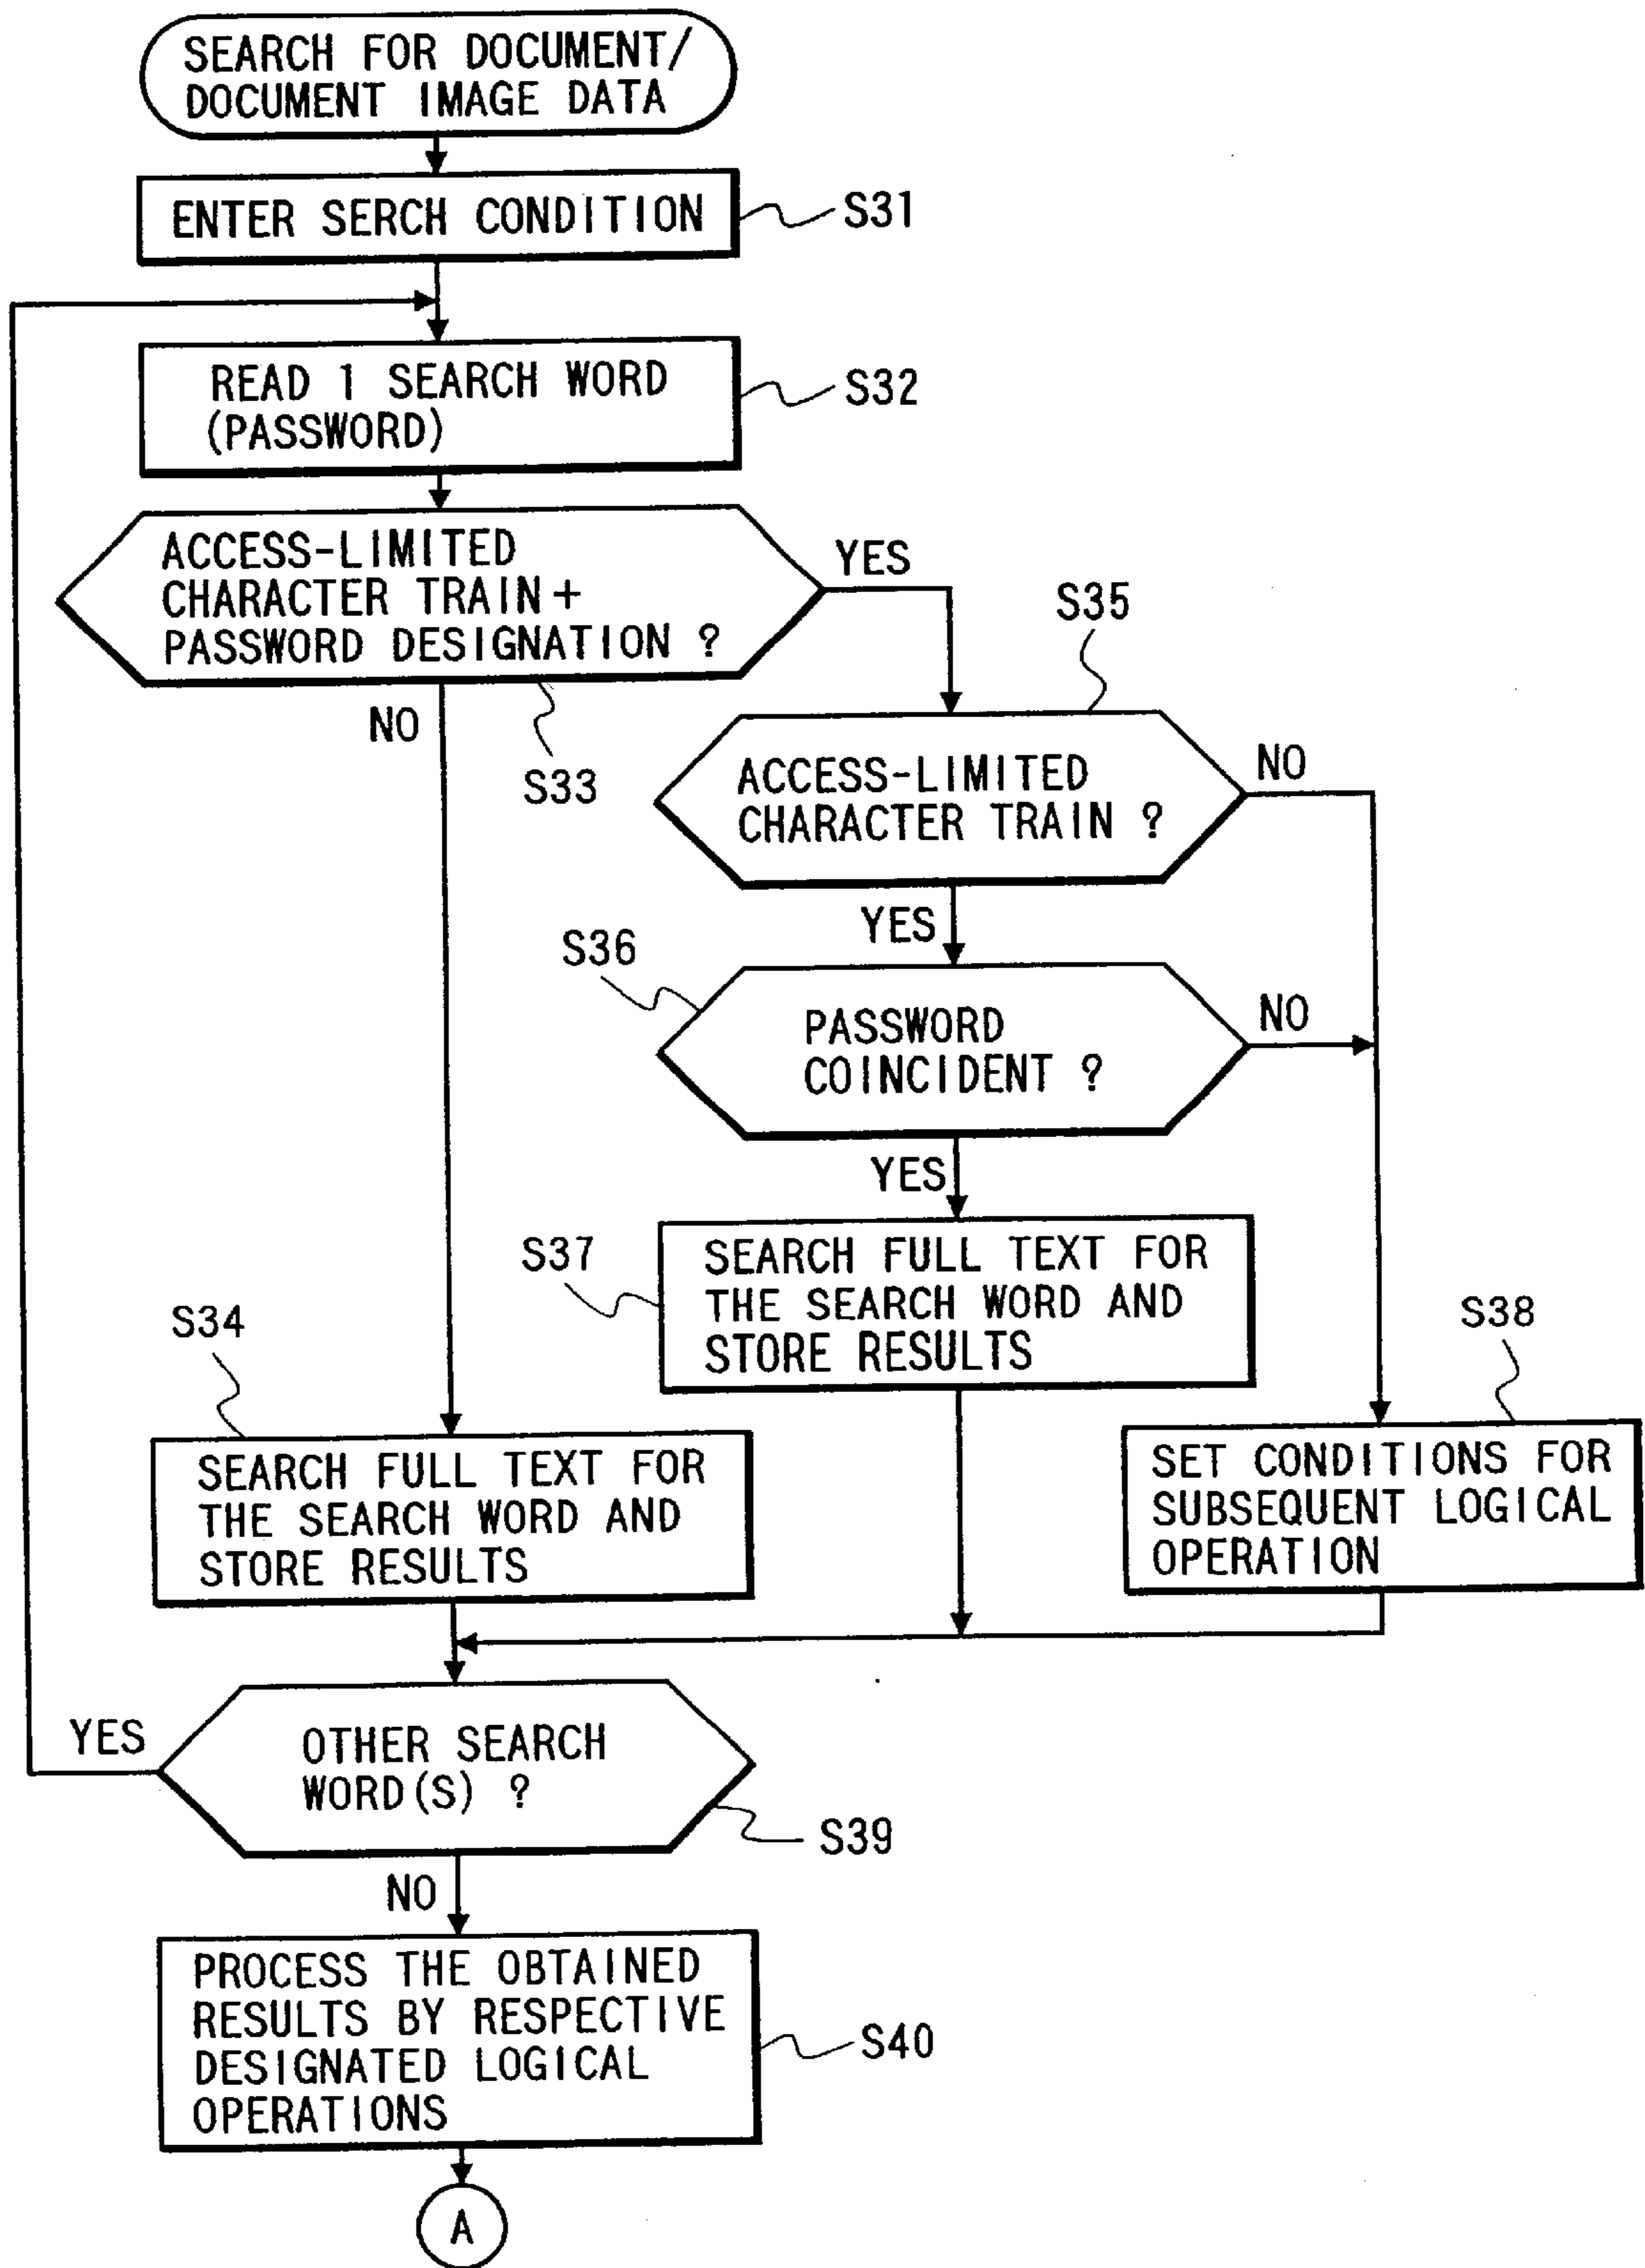 SEARCH FOR DOCUMENT/
DOCUMENT IMAGE DATA
ENTER SERCH CONDITION
S31
READ 1 SEARCH WORD
(PASSWORD)
S32
ACCESS-LIMITED
CHARACTER TRAIN+
PASSWORD DESIGNATION ?
YES
NO
S33
S35
ACCESS-LIMITED
CHARACTER TRAIN ?
NO
YES
S36
PASSWORD
COINCIDENT ?
NO
YES
S37
SEARCH FULL TEXT FOR
THE SEARCH WORD AND
STORE RESULTS
S34
SEARCH FULL TEXT FOR
THE SEARCH WORD AND
STORE RESULTS
S38
SET CONDITIONS FOR
SUBSEQUENT LOGICAL
OPERATION
YES
OTHER SEARCH
WORD(S) ?
S39
NO
PROCESS THE OBTAINED
RESULTS BY RESPECTIVE
DESIGNATED LOGICAL
OPERATIONS
S40
A